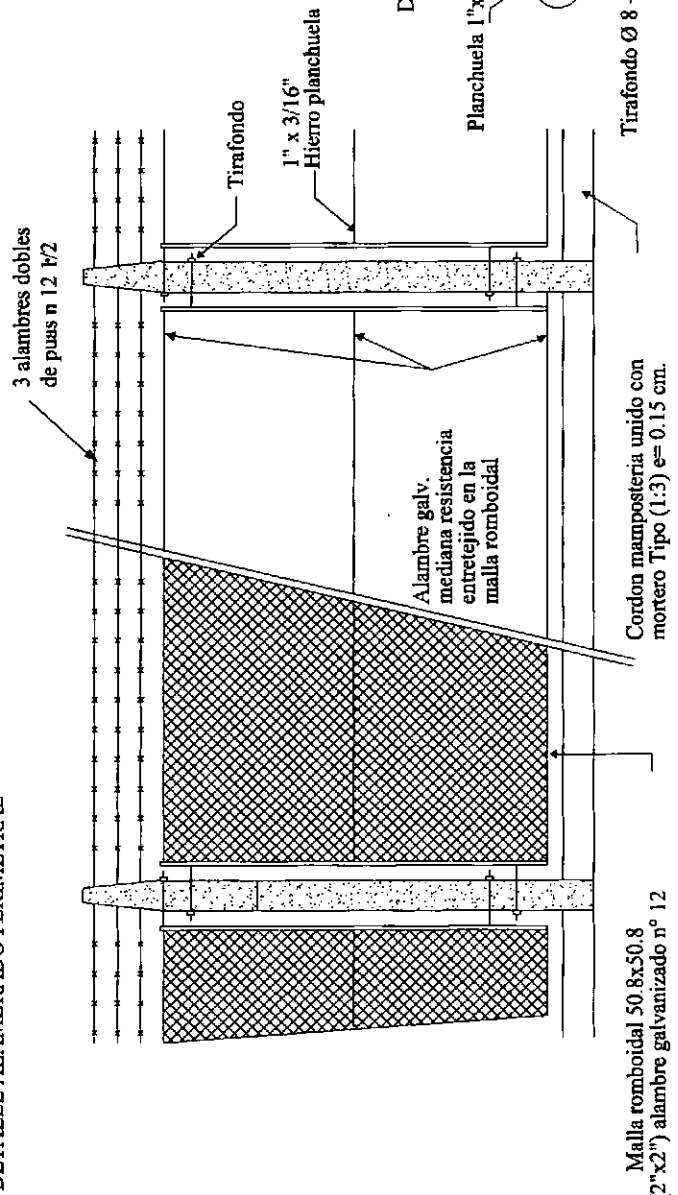 3 alambres dobles
de puas n 12 1/2
Tirafondo
1" x 3/16"
Hierro planchuela
Planchuela 1"x
Tirafondo Ø 8 -
Alambre galv.
mediana resistencia
entretejido en la
malla romboidal
Cordon mamposteria unido con
mortero Tipo (1:3) e= 0.15 cm.
Malla romboidal 50.8x50.8
2"x2") alambre galvanizado n° 12